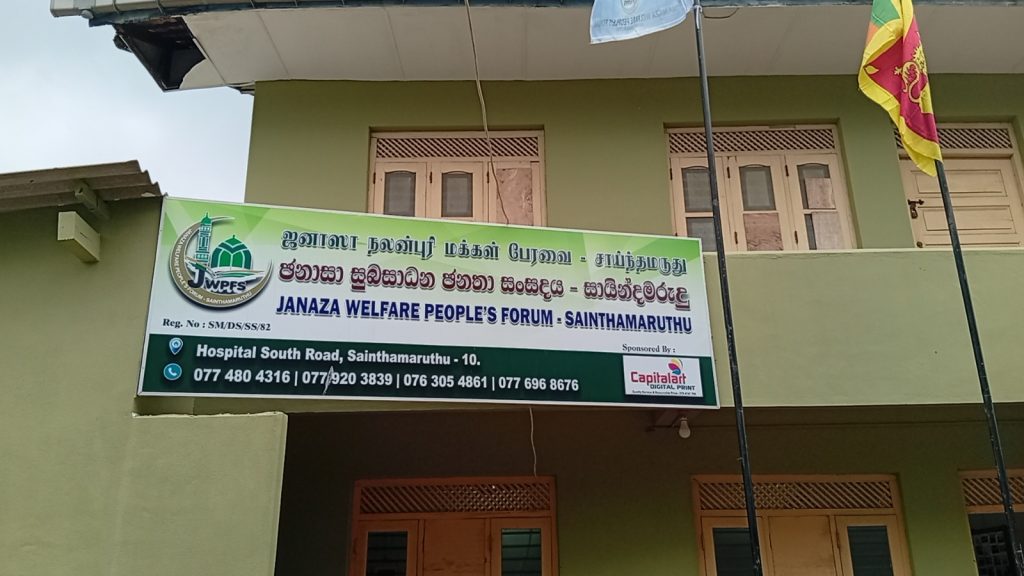 ஜனாஸா நலன்புரி மக்கள் பேரவை - சாய்ந்தமருது
ජනාසා සුබසාධන ජනතා සංසදය - සායින්දමරුදු
JANAZA WELFARE PEOPLE'S FORUM - SAINTHAMARUTHU
JWPFS
Reg. No : SM/DS/SS/82
Hospital South Road, Sainthamaruthu - 10.
077 480 4316 | 077 920 3839 | 076 305 4861 | 077 696 8676
Sponsored By :
Capitalart
DIGITAL PRINT